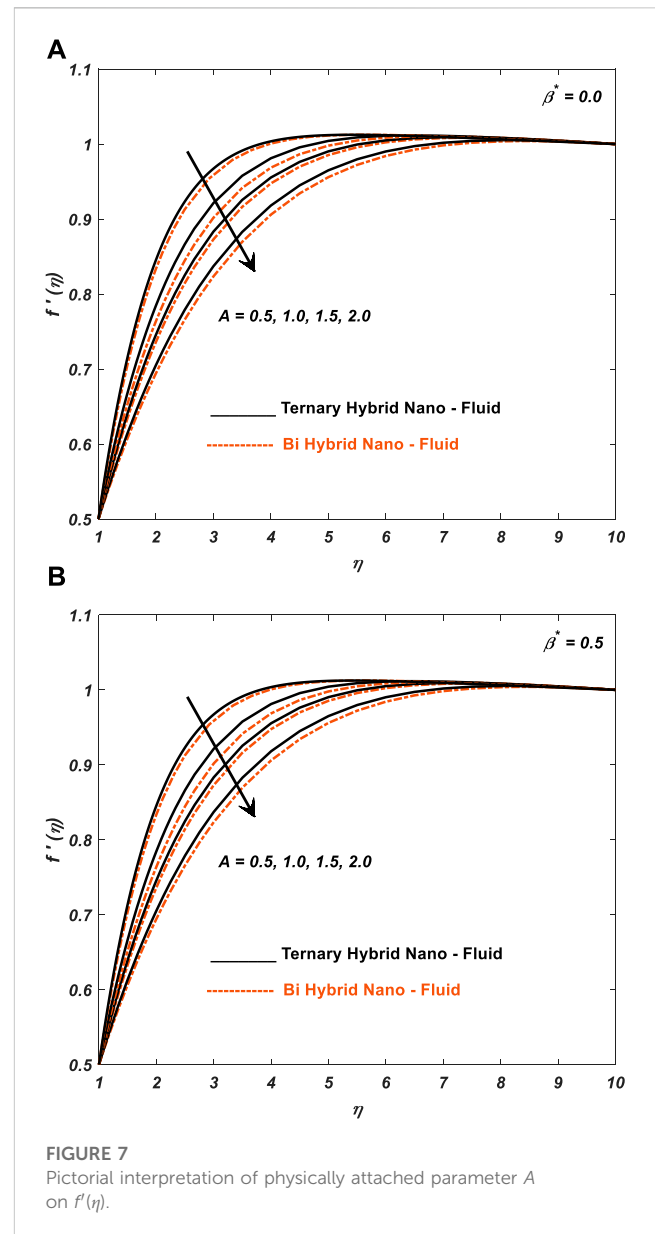 A
1.1
β* = 0.0
1
0.9
f ' (η)
0.8
A = 0.5, 1.0, 1.5, 2.0
0.7
Ternary Hybrid Nano - Fluid
0.6
Bi Hybrid Nano - Fluid
0.5
1 2 3 4 5 6 7 8 9 10
η
B
1.1
β* = 0.5
1
0.9
f ' (η)
0.8
A = 0.5, 1.0, 1.5, 2.0
0.7
Ternary Hybrid Nano - Fluid
0.6
Bi Hybrid Nano - Fluid
0.5
1 2 3 4 5 6 7 8 9 10
η
FIGURE 7
Pictorial interpretation of physically attached parameter A
on f′(η).